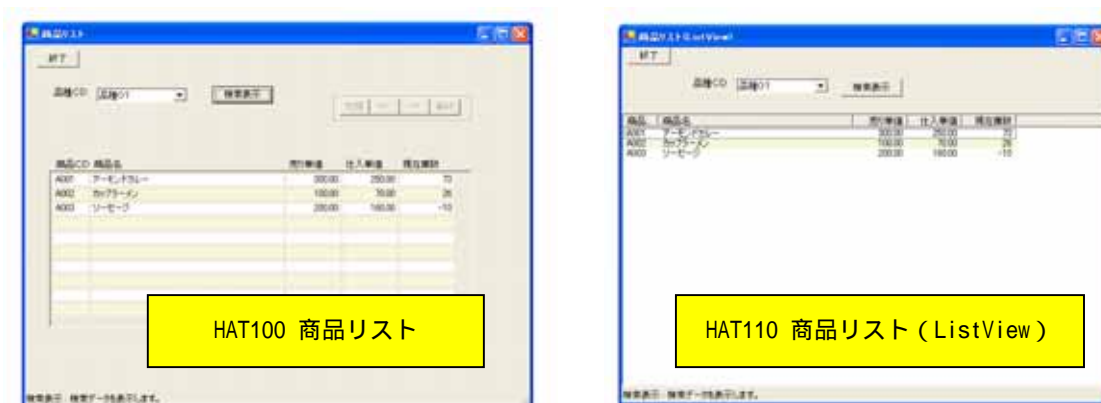 商品リスト
終了
品種CD 品種01 検索表示
商品CD 商品名 売り単価 仕入単価 現在庫数
A001 アーモンドカレー 300.00 250.00 70
A002 カップラーメン 100.00 70.00 26
A003 ソーセージ 200.00 160.00 -10
HAT100 商品リスト
検索表示 検索データを表示します。
商品リスト(ListView)
終了
品種CD 品種01 検索表示
商品 商品名 売り単価 仕入単価 現在庫数
A001 アーモンドカレー 300.00 250.00 70
A002 カップラーメン 100.00 70.00 26
A003 ソーセージ 200.00 160.00 -10
HAT110 商品リスト(ListView)
検索表示 検索データを表示します。